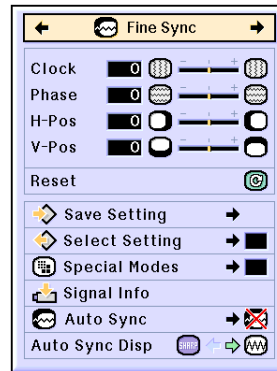 Fine Sync
Clock 0
Phase 0
H-Pos 0
V-Pos 0
Reset
Save Setting
Select Setting
Special Modes
Signal Info
Auto Sync
Auto Sync Disp SHARP